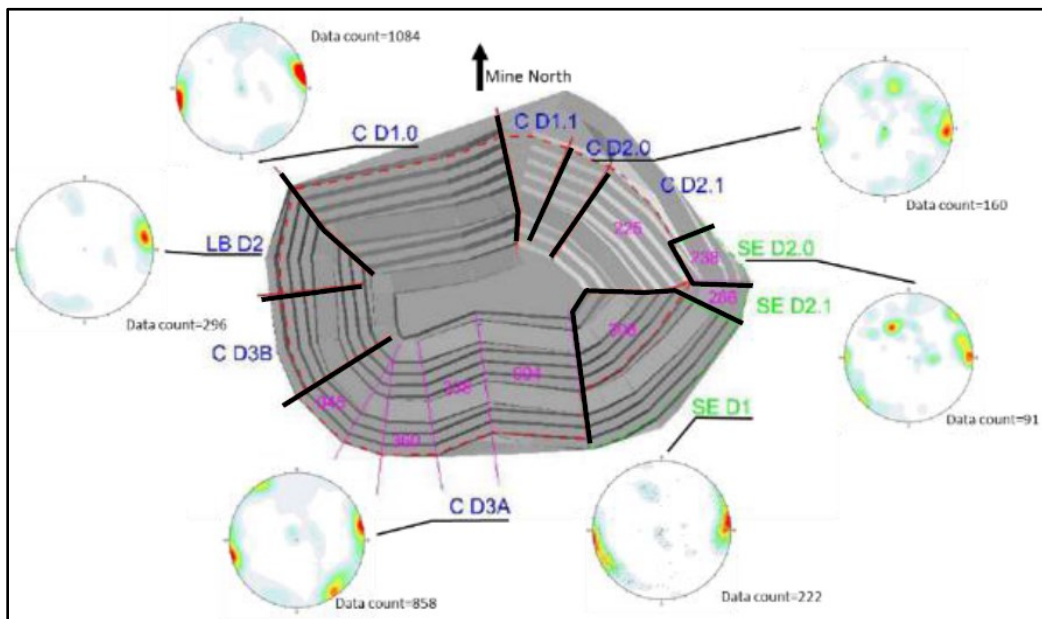 Data count=1084
Mine North
C D1.0
C D1.1
C D2.0
C D2.1
Data count=160
225
238
SE D2.0
LB D2
266
SE D2.1
Data count=296
C D3B
SE D1
Data count=91
360
C D3A
Data count=858
Data count=222